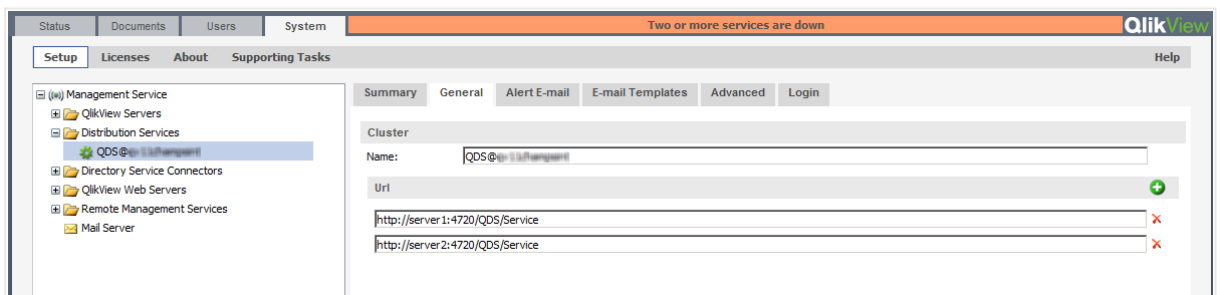 Status Documents Users System Two or more services are down QlikView
Setup Licenses About Supporting Tasks Help
Management Service
QlikView Servers
Distribution Services
QDS@
Directory Service Connectors
QlikView Web Servers
Remote Management Services
Mail Server
Summary General Alert E-mail E-mail Templates Advanced Login
Cluster
Name: QDS@
Url
http://server1:4720/QDS/Service
http://server2:4720/QDS/Service